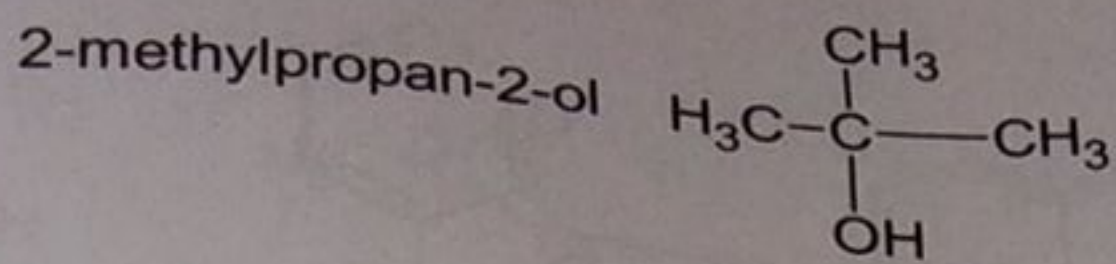 2-methylpropan-2-ol
CH₃
H₃C-C-CH₃
OH